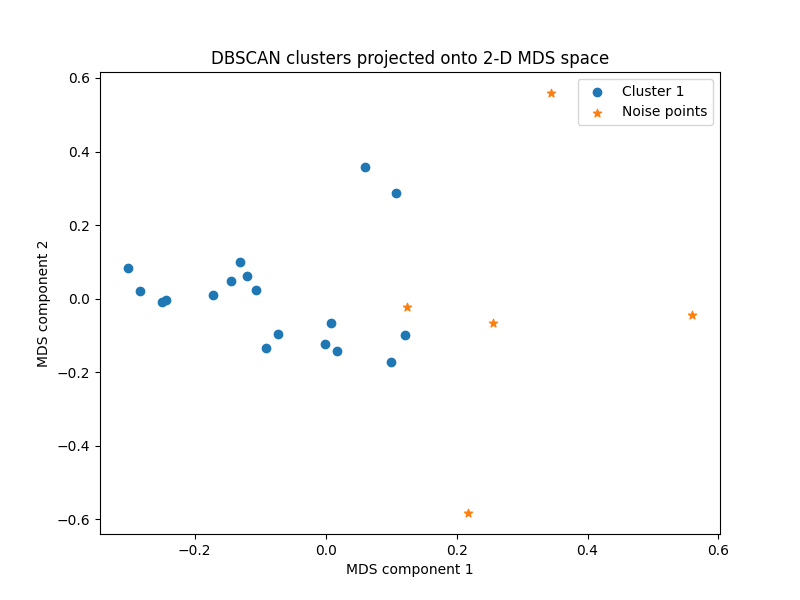 DBSCAN clusters projected onto 2-D MDS space
Cluster 1
Noise points
MDS component 2
0.6
0.4
0.2
0.0
−0.2
−0.4
−0.6
−0.2
0.0
0.2
0.4
0.6
MDS component 1